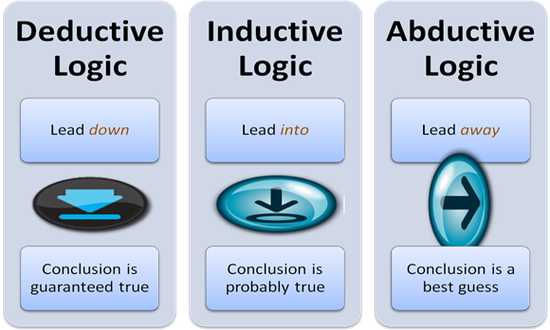 Deductive
Logic
Lead down
Conclusion is
guaranteed true
Inductive
Logic
Lead into
Conclusion is
probably true
Abductive
Logic
Lead away
Conclusion is a
best guess